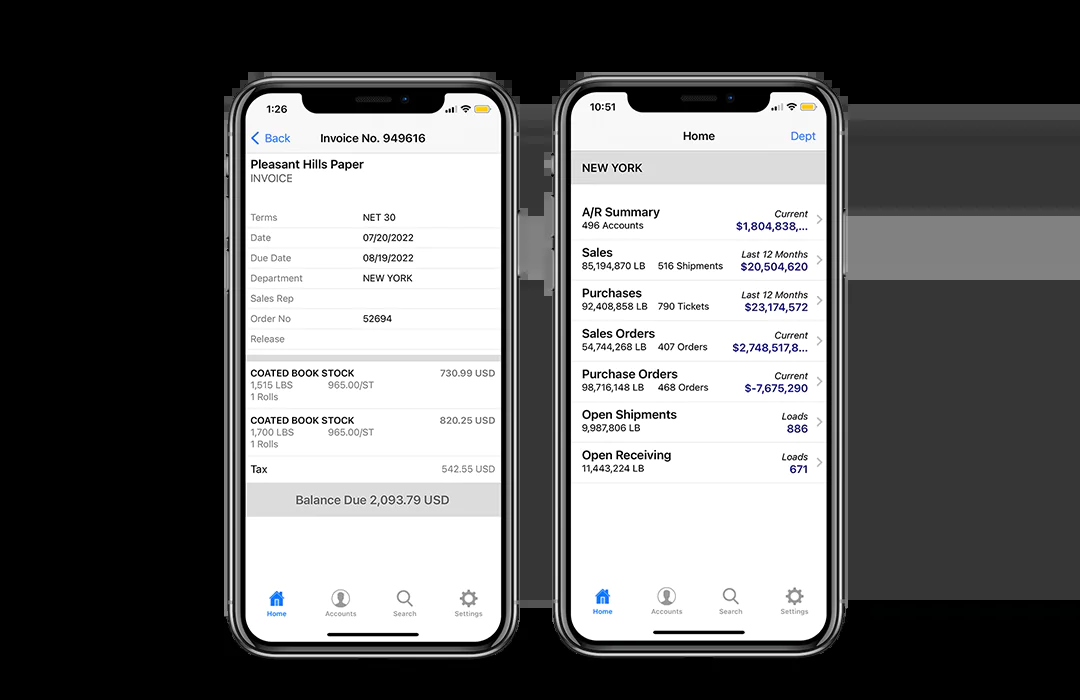 1:26
Back Invoice No. 949616
Pleasant Hills Paper
INVOICE
Terms NET 30
Date 07/20/2022
Due Date 08/19/2022
Department NEW YORK
Sales Rep
Order No 52694
Release
COATED BOOK STOCK 730.99 USD
1,515 LBS 965.00/ST
1 Rolls
COATED BOOK STOCK 820.25 USD
1,700 LBS 965.00/ST
1 Rolls
Tax 542.55 USD
Balance Due 2,093.79 USD
Home Accounts Search Settings
10:51
Home Dept
NEW YORK
A/R Summary Current
496 Accounts $1,804,838,...
Sales Last 12 Months
85,194,870 LB 516 Shipments $20,504,620
Purchases Last 12 Months
92,408,858 LB 790 Tickets $23,174,572
Sales Orders Current
54,744,268 LB 407 Orders $2,748,517,8...
Purchase Orders Current
98,716,148 LB 468 Orders $-7,675,290
Open Shipments Loads
9,987,806 LB 886
Open Receiving Loads
11,443,224 LB 671
Home Accounts Search Settings